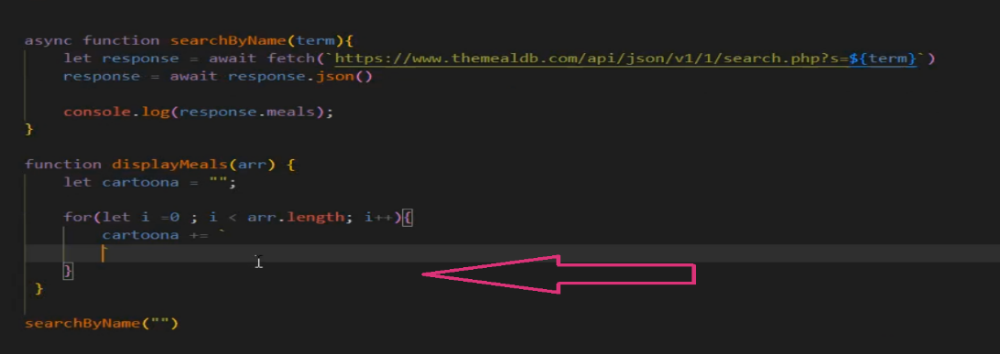 async function searchByName(term){
let response = await fetch(`https://www.themealdb.com/api/json/v1/1/search.php?s=${term}`)
response = await response.json()
console.log(response.meals);
}
function displayMeals(arr) {
let cartoona = "";
for(let i =0 ; i < arr.length; i++){
cartoona += `
`
}
}
searchByName("")